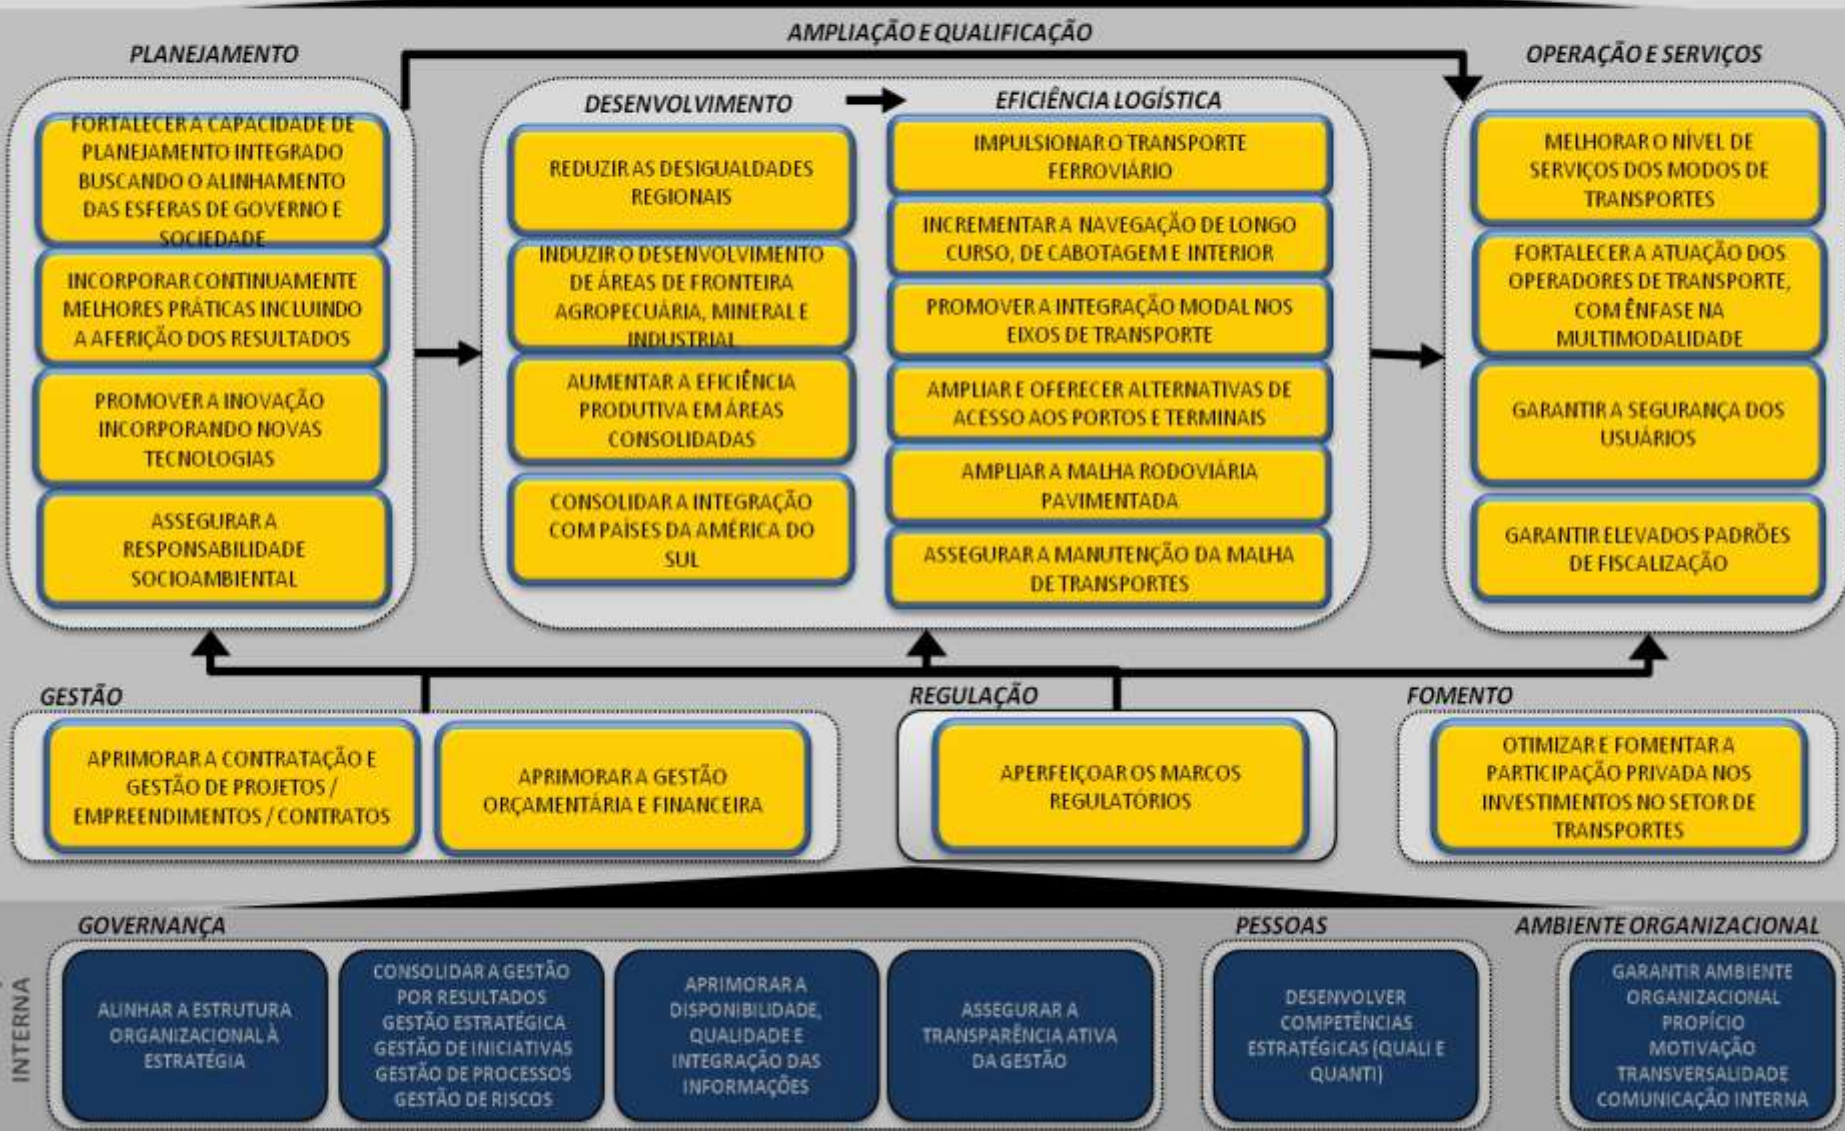 AMPLIAÇÃO E QUALIFICAÇÃO
PLANEJAMENTO
FORTALECER A CAPACIDADE DE
PLANEJAMENTO INTEGRADO
BUSCANDO O ALINHAMENTO
DAS ESFERAS DE GOVERNO E
SOCIEDADE
INCORPORAR CONTINUAMENTE
MELHORES PRÁTICAS INCLUINDO
A AFERIÇÃO DOS RESULTADOS
PROMOVER A INOVAÇÃO
INCORPORANDO NOVAS
TECNOLOGIAS
ASSEGURAR A
RESPONSABILIDADE
SOCIOAMBIENTAL
DESENVOLVIMENTO
REDUZIR AS DESIGUALDADES
REGIONAIS
INDUZIR O DESENVOLVIMENTO
DE ÁREAS DE FRONTEIRA
AGROPECUÁRIA, MINERAL E
INDUSTRIAL
AUMENTAR A EFICIÊNCIA
PRODUTIVA EM ÁREAS
CONSOLIDADAS
CONSOLIDAR A INTEGRAÇÃO
COM PAÍSES DA AMÉRICA DO
SUL
EFICIÊNCIA LOGÍSTICA
IMPULSIONAR O TRANSPORTE
FERROVIÁRIO
INCREMENTAR A NAVEGAÇÃO DE LONGO
CURSO, DE CABOTAGEM E INTERIOR
PROMOVER A INTEGRAÇÃO MODAL NOS
EIXOS DE TRANSPORTE
AMPLIAR E OFERECER ALTERNATIVAS DE
ACESSO AOS PORTOS E TERMINAIS
AMPLIAR A MALHA RODOVIÁRIA
PAVIMENTADA
ASSEGURAR A MANUTENÇÃO DA MALHA
DE TRANSPORTES
OPERAÇÃO E SERVIÇOS
MELHORAR O NÍVEL DE
SERVIÇOS DOS MODOS DE
TRANSPORTES
FORTALECER A ATUAÇÃO DOS
OPERADORES DE TRANSPORTE,
COM ÊNFASE NA
MULTIMODALIDADE
GARANTIR A SEGURANÇA DOS
USUÁRIOS
GARANTIR ELEVADOS PADRÕES
DE FISCALIZAÇÃO
GESTÃO
APRIMORAR A CONTRATAÇÃO E
GESTÃO DE PROJETOS /
EMPREENDIMENTOS / CONTRATOS
APRIMORAR A GESTÃO
ORÇAMENTÁRIA E FINANCEIRA
REGULAÇÃO
APERFEIÇOAR OS MARCOS
REGULATÓRIOS
FOMENTO
OTIMIZAR E FOMENTAR A
PARTICIPAÇÃO PRIVADA NOS
INVESTIMENTOS NO SETOR DE
TRANSPORTES
INTERNA
GOVERNANÇA
ALINHAR A ESTRUTURA
ORGANIZACIONAL À
ESTRATÉGIA
CONSOLIDAR A GESTÃO
POR RESULTADOS
GESTÃO ESTRATÉGICA
GESTÃO DE INICIATIVAS
GESTÃO DE PROCESSOS
GESTÃO DE RISCOS
APRIMORAR A
DISPONIBILIDADE,
QUALIDADE E
INTEGRAÇÃO DAS
INFORMAÇÕES
ASSEGURAR A
TRANSPARÊNCIA ATIVA
DA GESTÃO
PESSOAS
DESENVOLVER
COMPETÊNCIAS
ESTRATÉGICAS (QUALI E
QUANTI)
AMBIENTE ORGANIZACIONAL
GARANTIR AMBIENTE
ORGANIZACIONAL
PROPÍCIO
MOTIVAÇÃO
TRANSVERSALIDADE
COMUNICAÇÃO INTERNA